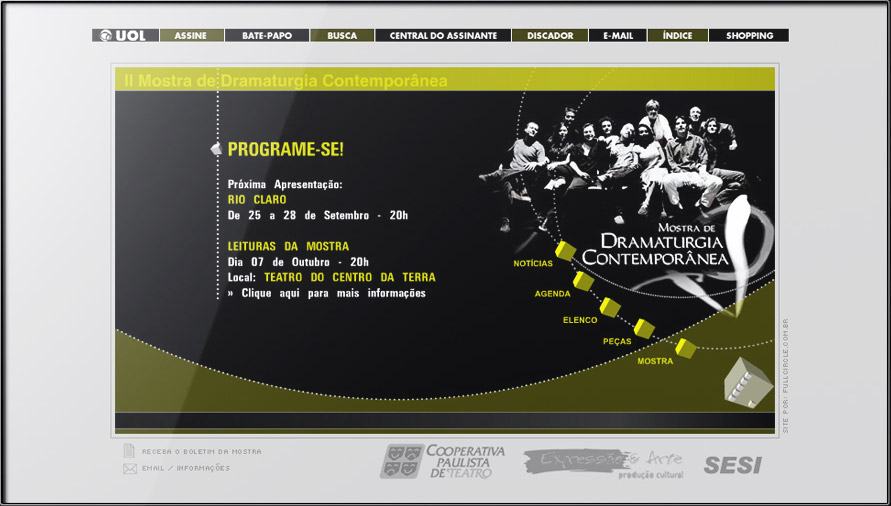 UOL
ASSINE
BATE-PAPO
BUSCA
CENTRAL DO ASSINANTE
DISCADOR
E-MAIL
ÍNDICE
SHOPPING
II Mostra de Dramaturgia Contemporânea
PROGRAME-SE!
Próxima Apresentação:
RIO CLARO
De 25 a 28 de Setembro - 20h
LEITURAS DA MOSTRA
Dia 07 de Outubro - 20h
Local: TEATRO DO CENTRO DA TERRA
» Clique aqui para mais informações
MOSTRA DE
DRAMATURGIA
CONTEMPORÂNEA
NOTÍCIAS
AGENDA
ELENCO
PEÇAS
MOSTRA
SITE POR: FULLCIRCLE.COM.BR
RECEBA O BOLETIM DA MOSTRA
EMAIL / INFORMAÇÕES
COOPERATIVA
PAULISTA
DE TEATRO
Expressão & Arte
produção cultural
SESI